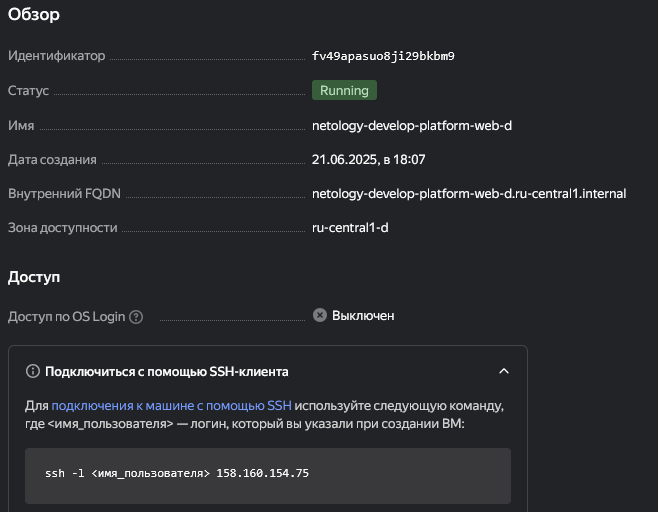 Обзор
Идентификатор fv49apasuo8ji29bkbm9
Статус Running
Имя netology-develop-platform-web-d
Дата создания 21.06.2025, в 18:07
Внутренний FQDN netology-develop-platform-web-d.ru-central1.internal
Зона доступности ru-central1-d
Доступ
Доступ по OS Login Выключен
Подключиться с помощью SSH-клиента
Для подключения к машине с помощью SSH используйте следующую команду,
где <имя_пользователя> — логин, который вы указали при создании ВМ:
ssh -l <имя_пользователя> 158.160.154.75